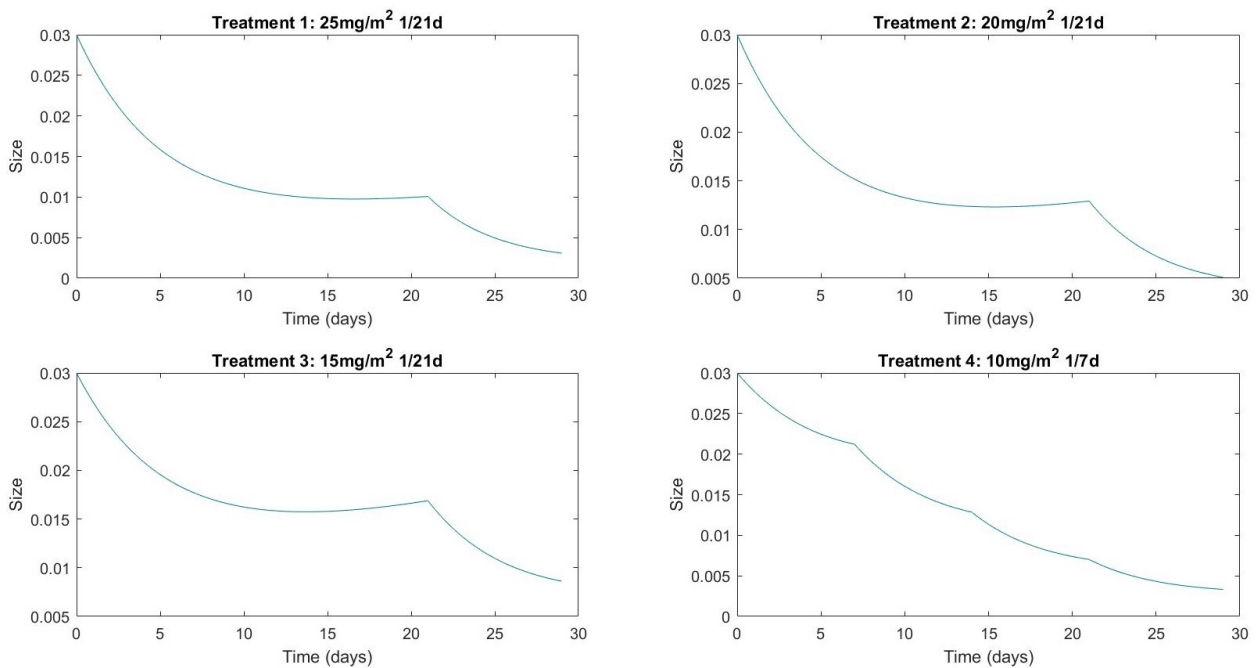 Treatment 1: 25mg/m² 1/21d
0.03
0.025
0.02
0.015
0.01
0.005
0
Size
0 5 10 15 20 25 30
Time (days)
Treatment 2: 20mg/m² 1/21d
0.03
0.025
0.02
0.015
0.01
0.005
Size
0 5 10 15 20 25 30
Time (days)
Treatment 3: 15mg/m² 1/21d
0.03
0.025
0.02
0.015
0.01
0.005
Size
0 5 10 15 20 25 30
Time (days)
Treatment 4: 10mg/m² 1/7d
0.03
0.025
0.02
0.015
0.01
0.005
0
Size
0 5 10 15 20 25 30
Time (days)